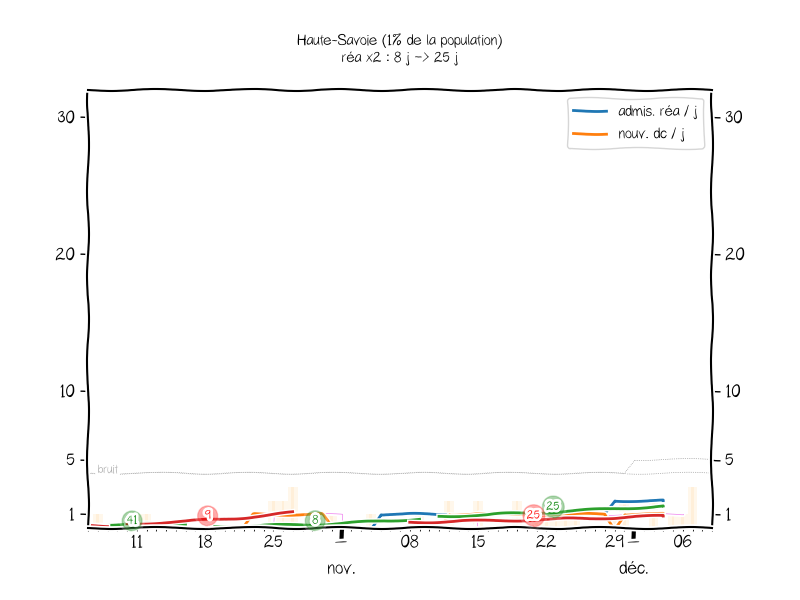 Haute-Savoie (1% de la population)
réa x2 : 8 j -> 25 j
admis. réa / j
nouv. dc / j
30 30
20 20
10 10
5 5
bruit
1 1
41 9 8 25 25
11 18 25 08 15 22 29 06
nov. déc.